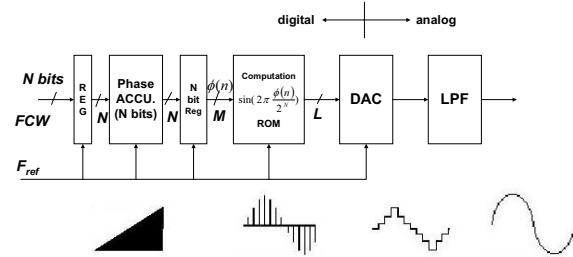 digital analog
N bits
FCW
R
E
G
N
Phase
ACCU.
(N bits)
N
N
bit
Reg
ϕ(n)
M
Computation
sin( 2π ϕ(n)/2^N )
ROM
L
DAC
LPF
F_ref